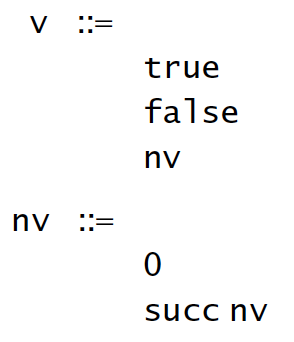 v ::=
true
false
nv
nv ::=
0
succ nv